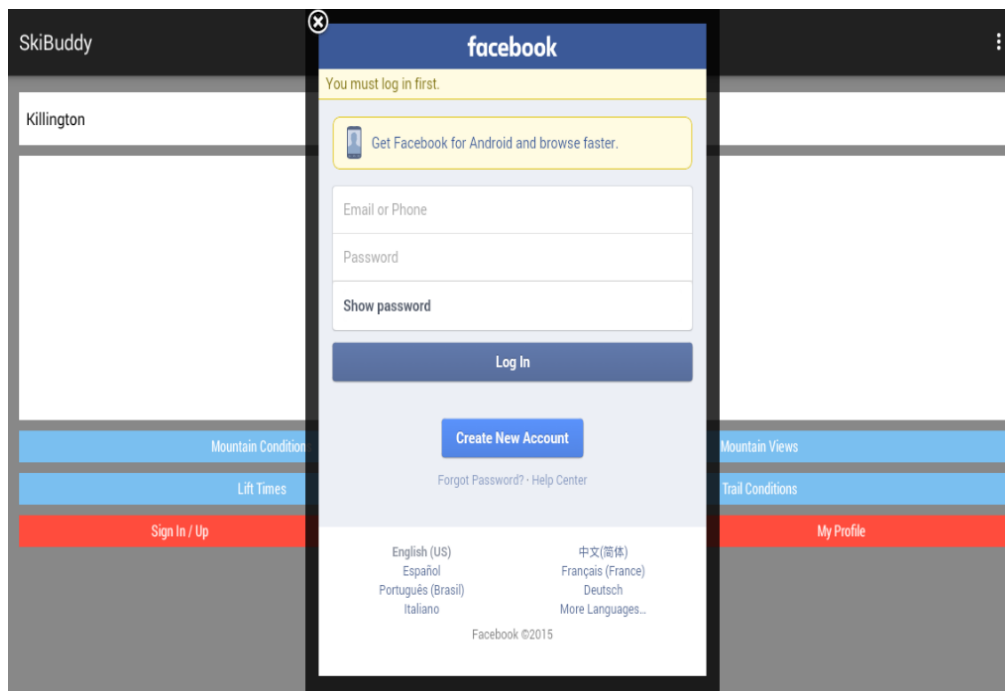 SkiBuddy
Killington
facebook
You must log in first.
Get Facebook for Android and browse faster.
Email or Phone
Password
Show password
Log In
Create New Account
Forgot Password? · Help Center
English (US)
中文(简体)
Español
Français (France)
Português (Brasil)
Deutsch
Italiano
More Languages...
Facebook ©2015
Mountain Conditions
Mountain Views
Lift Times
Trail Conditions
Sign In / Up
My Profile